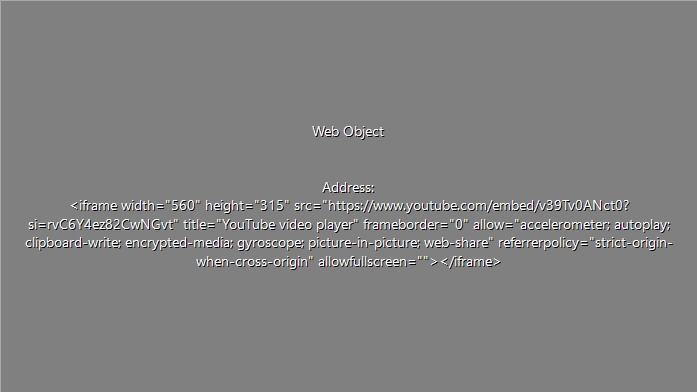 Web Object
Address:
<iframe width="560" height="315" src="https://www.youtube.com/embed/v39Tv0ANct0?
si=rvC6Y4ez82CwNGvt" title="YouTube video player" frameborder="0" allow="accelerometer; autoplay;
clipboard-write; encrypted-media; gyroscope; picture-in-picture; web-share" referrerpolicy="strict-origin-
when-cross-origin" allowfullscreen=""></iframe>